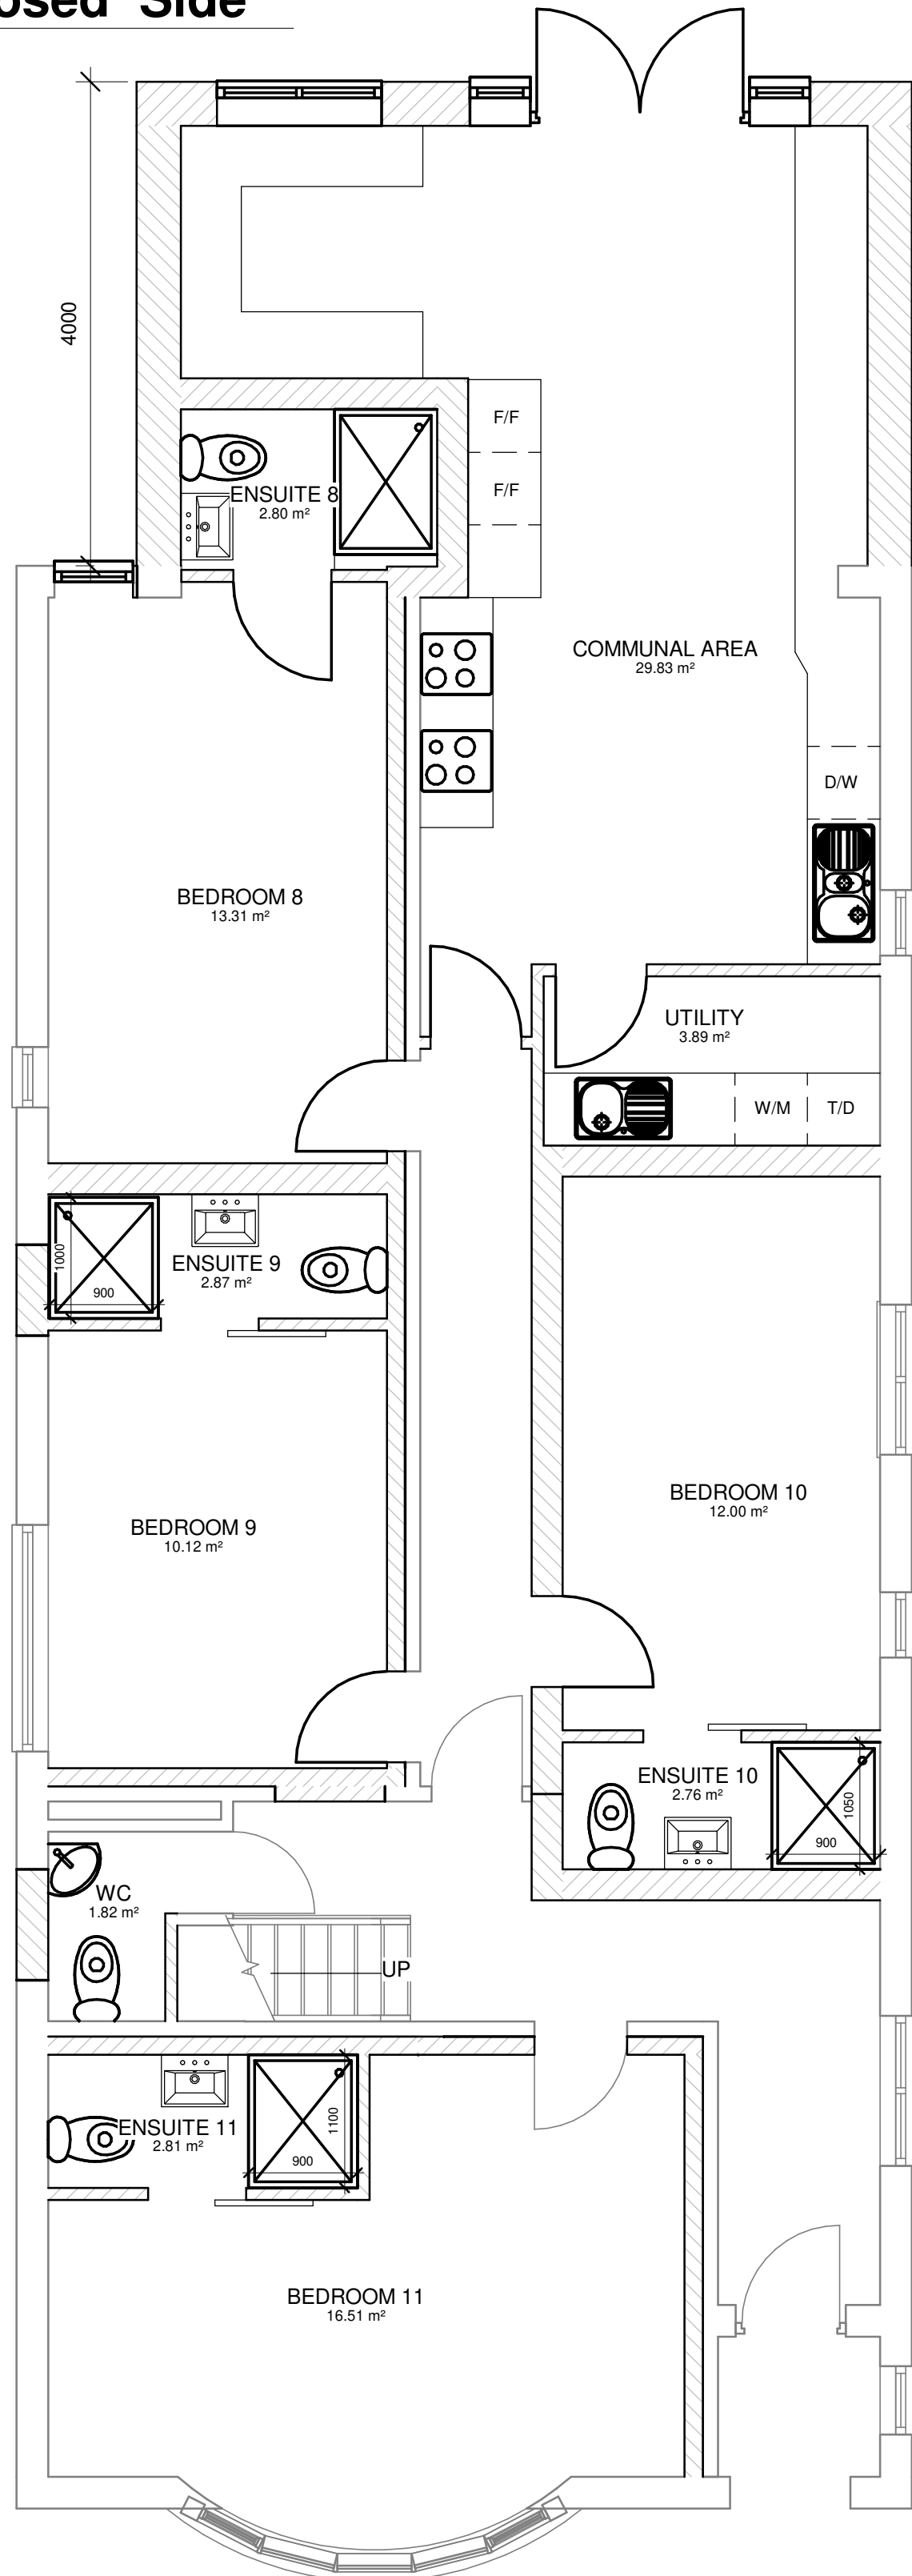 Side
4000
F/F
F/F
ENSUITE 8
2.80 m²
COMMUNAL AREA
29.83 m²
D/W
BEDROOM 8
13.31 m²
UTILITY
3.89 m²
W/M
T/D
ENSUITE 9
2.87 m²
1000
900
BEDROOM 10
12.00 m²
BEDROOM 9
10.12 m²
ENSUITE 10
2.76 m²
1050
900
WC
1.82 m²
UP
ENSUITE 11
2.81 m²
1100
900
BEDROOM 11
16.51 m²